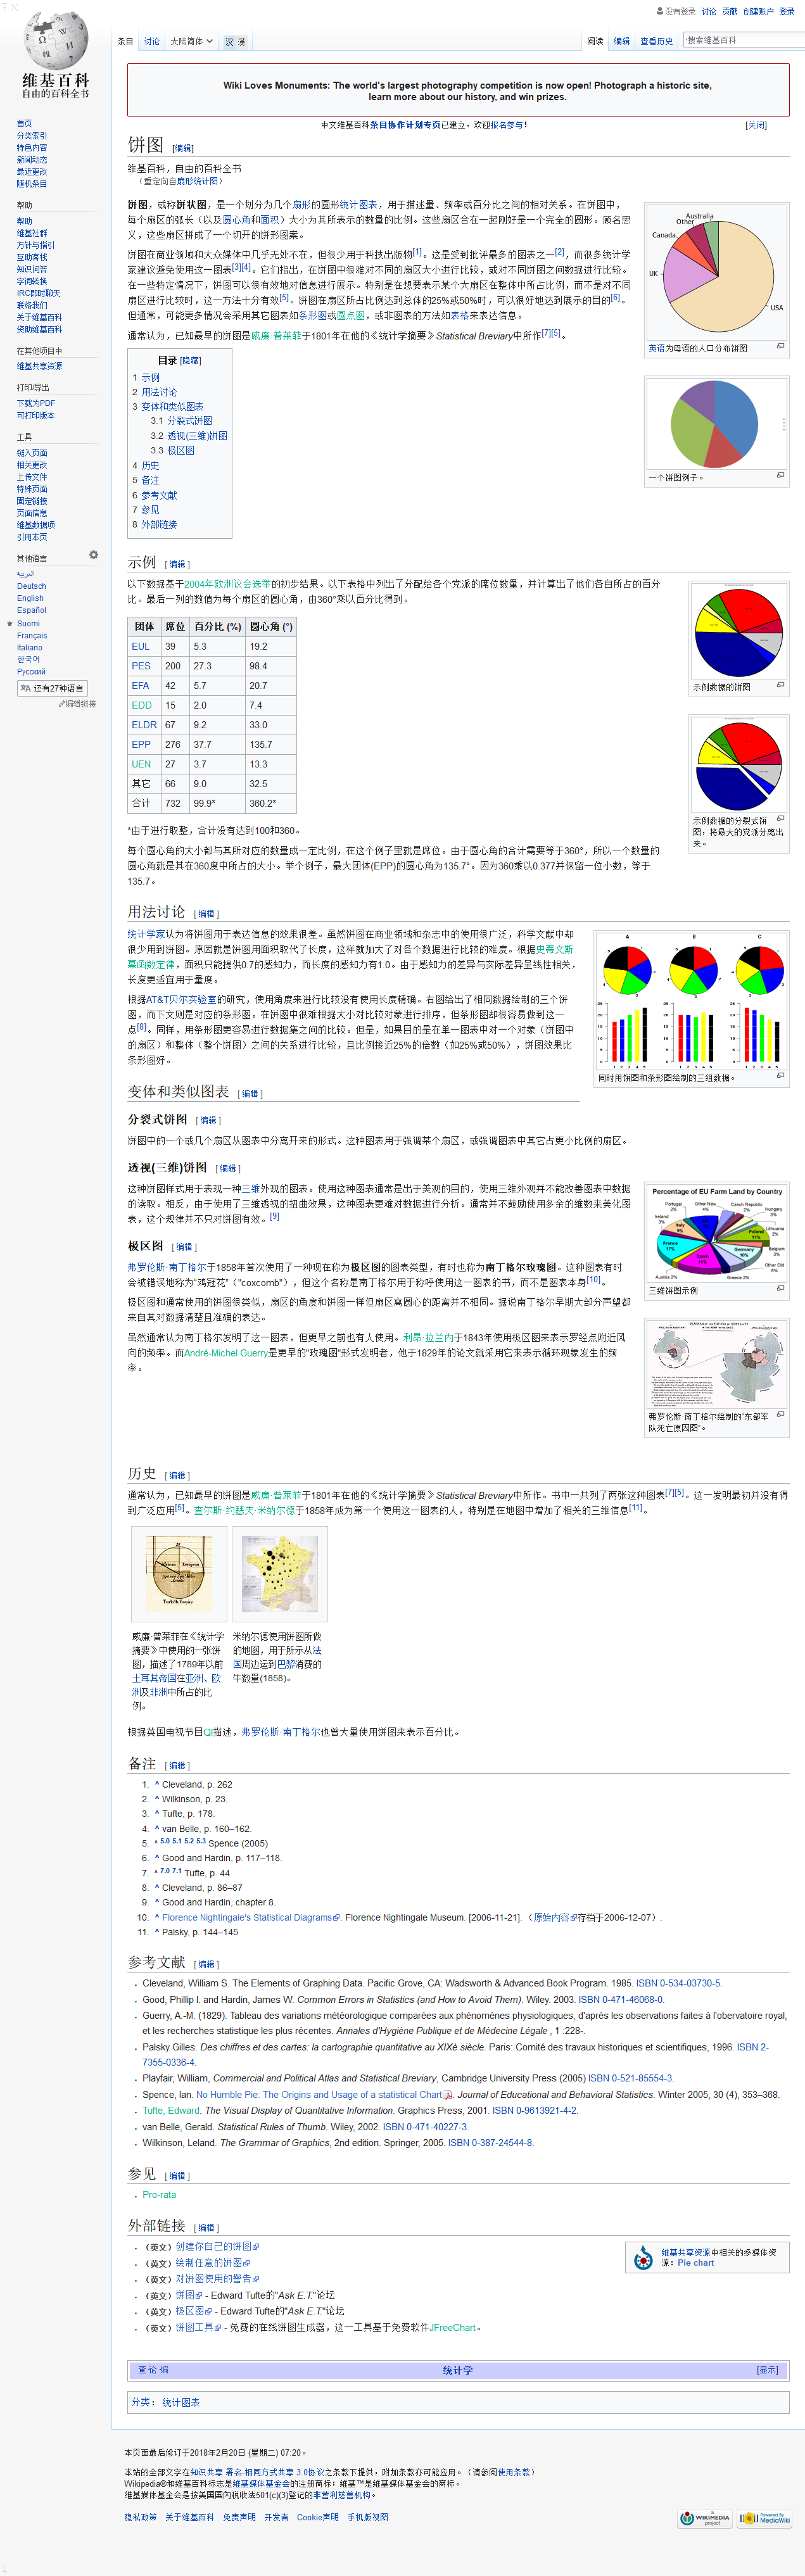 没有登录 讨论 贡献 创建账户 登录
条目 讨论 大陆简体 汉 漢 阅读 编辑 查看历史 搜索维基百科
维基百科
自由的百科全书
首页
分类索引
特色内容
新闻动态
最近更改
随机条目
帮助
帮助
维基社群
方针与指引
互助客栈
知识问答
字词转换
IRC即时聊天
联络我们
关于维基百科
资助维基百科
在其他项目中
维基共享资源
打印/导出
下载为PDF
可打印版本
工具
链入页面
相关更改
上传文件
特殊页面
固定链接
页面信息
维基数据项
引用本页
其他语言
العربية
Deutsch
English
Español
Suomi
Français
Italiano
한국어
Русский
还有27种语言
编辑链接
Wiki Loves Monuments: The world's largest photography competition is now open! Photograph a historic site,
learn more about our history, and win prizes.
中文维基百科条目协作计划专页已建立，欢迎报名参与！ [关闭]
饼图 [编辑]
维基百科，自由的百科全书
（重定向自扇形统计图）
饼图，或称饼状图，是一个划分为几个扇形的圆形统计图表，用于描述量、频率或百分比之间的相对关系。在饼图中，
每个扇区的弧长（以及圆心角和面积）大小为其所表示的数量的比例。这些扇区合在一起刚好是一个完全的圆形。顾名思
义，这些扇区拼成了一个切开的饼形图案。
饼图在商业领域和大众媒体中几乎无处不在，但很少用于科技出版物[1]。这是受到批评最多的图表之一[2]，而很多统计学
家建议避免使用这一图表[3][4]。它们指出，在饼图中很难对不同的扇区大小进行比较，或对不同饼图之间数据进行比较。
在一些特定情况下，饼图可以很有效地对信息进行展示。特别是在想要表示某个大扇区在整体中所占比例，而不是对不同
扇区进行比较时，这一方法十分有效[5]。饼图在扇区所占比例达到总体的25%或50%时，可以很好地达到展示的目的[6]。
但通常，可能更多情况会采用其它图表如条形图或圆点图，或非图表的方法如表格来表达信息。
通常认为，已知最早的饼图是威廉·普莱菲于1801年在他的《统计学摘要》Statistical Breviary中所作[7][5]。
Australia
Other
Canada
UK
USA
英语为母语的人口分布饼图
一个饼图例子。
目录 [隐藏]
1 示例
2 用法讨论
3 变体和类似图表
3.1 分裂式饼图
3.2 透视(三维)饼图
3.3 极区图
4 历史
5 备注
6 参考文献
7 参见
8 外部链接
示例 [编辑]
以下数据基于2004年欧洲议会选举的初步结果。以下表格中列出了分配给各个党派的席位数量，并计算出了他们各自所占的百分
比。最后一列的数值为每个扇区的圆心角，由360°乘以百分比得到。
团体 席位 百分比 (%) 圆心角 (°)
EUL 39 5.3 19.2
PES 200 27.3 98.4
EFA 42 5.7 20.7
EDD 15 2.0 7.4
ELDR 67 9.2 33.0
EPP 276 37.7 135.7
UEN 27 3.7 13.3
其它 66 9.0 32.5
合计 732 99.9* 360.2*
示例数据的饼图
示例数据的分裂式饼
图，将最大的党派分离出
来。
*由于进行取整，合计没有达到100和360。
每个圆心角的大小都与其所对应的数量成一定比例，在这个例子里就是席位。由于圆心角的合计需要等于360°，所以一个数量的
圆心角就是其在360度中所占的大小。举个例子，最大团体(EPP)的圆心角为135.7°。因为360乘以0.377并保留一位小数，等于
135.7。
用法讨论 [编辑]
统计学家认为将饼图用于表达信息的效果很差。虽然饼图在商业领域和杂志中的使用很广泛，科学文献中却
很少用到饼图。原因就是饼图用面积取代了长度，这样就加大了对各个数据进行比较的难度。根据史蒂文斯
幂函数定律，面积只能提供0.7的感知力，而长度的感知力有1.0。由于感知力的差异与实际差异呈线性相关，
长度更适宜用于量度。
根据AT&T贝尔实验室的研究，使用角度来进行比较没有使用长度精确。右图给出了相同数据绘制的三个饼
图，而下文则是对应的条形图。在饼图中很难根据大小对比较对象进行排序，但条形图却很容易做到这一
点[8]。同样，用条形图更容易进行数据集之间的比较。但是，如果目的是在单一图表中对一个对象（饼图中
的扇区）和整体（整个饼图）之间的关系进行比较，且比例接近25%的倍数（如25%或50%），饼图效果比
条形图好。
A B C
同时用饼图和条形图绘制的三组数据。
变体和类似图表 [编辑]
分裂式饼图 [编辑]
饼图中的一个或几个扇区从图表中分离开来的形式。这种图表用于强调某个扇区，或强调图表中其它占更小比例的扇区。
透视(三维)饼图 [编辑]
这种饼图样式用于表现一种三维外观的图表。使用这种图表通常是出于美观的目的，使用三维外观并不能改善图表中数据
的读取。相反，由于使用了三维透视的扭曲效果，这种图表更难对数据进行分析。通常并不鼓励使用多余的维数来美化图
表，这个规律并不只对饼图有效。[9]
Percentage of EU Farm Land by Country
三维饼图示例
极区图 [编辑]
弗罗伦斯·南丁格尔于1858年首次使用了一种现在称为极区图的图表类型，有时也称为南丁格尔玫瑰图。这种图表有时
会被错误地称为“鸡冠花”（"coxcomb"），但这个名称是南丁格尔用于称呼使用这一图表的书，而不是图表本身[10]。
极区图和通常使用的饼图很类似，扇区的角度和饼图一样但扇区离圆心的距离并不相同。据说南丁格尔早期大部分声望都
来自其对数据清楚且准确的表达。
虽然通常认为南丁格尔发明了这一图表，但更早之前也有人使用。利昂·拉兰内于1843年使用极区图来表示罗经点附近风
向的频率。而André-Michel Guerry是更早的"玫瑰图"形式发明者，他于1829年的论文就采用它来表示循环现象发生的频
率。
弗罗伦斯·南丁格尔绘制的“东部军
队死亡原因图”。
历史 [编辑]
通常认为，已知最早的饼图是威廉·普莱菲于1801年在他的《统计学摘要》Statistical Breviary中所作。书中一共列了两张这种图表[7][5]。这一发明最初并没有得
到广泛应用[5]。查尔斯·约瑟夫·米纳尔德于1858年成为第一个使用这一图表的人，特别是在地图中增加了相关的三维信息[11]。
威廉·普莱菲在《统计学
摘要》中使用的一张饼
图，描述了1789年以前
土耳其帝国在亚洲、欧
洲及非洲中所占的比
例。
米纳尔德使用饼图所做
的地图，用于所示从法
国周边运到巴黎消费的
牛数量(1858)。
根据英国电视节目QI描述，弗罗伦斯·南丁格尔也曾大量使用饼图来表示百分比。
备注 [编辑]
1. ^ Cleveland, p. 262
2. ^ Wilkinson, p. 23.
3. ^ Tufte, p. 178.
4. ^ van Belle, p. 160–162.
5. ^ 5.0 5.1 5.2 5.3 Spence (2005)
6. ^ Good and Hardin, p. 117–118.
7. ^ 7.0 7.1 Tufte, p. 44
8. ^ Cleveland, p. 86–87
9. ^ Good and Hardin, chapter 8.
10. ^ Florence Nightingale's Statistical Diagrams. Florence Nightingale Museum. [2006-11-21]. （原始内容存档于2006-12-07）.
11. ^ Palsky, p. 144–145
参考文献 [编辑]
Cleveland, William S. The Elements of Graphing Data. Pacific Grove, CA: Wadsworth & Advanced Book Program. 1985. ISBN 0-534-03730-5.
Good, Phillip I. and Hardin, James W. Common Errors in Statistics (and How to Avoid Them). Wiley. 2003. ISBN 0-471-46068-0.
Guerry, A.-M. (1829). Tableau des variations météorologique comparées aux phénomènes physiologiques, d'aprés les observations faites à l'obervatoire royal,
et les recherches statistique les plus récentes. Annales d'Hygiène Publique et de Médecine Légale , 1 :228-.
Palsky Gilles. Des chiffres et des cartes: la cartographie quantitative au XIXè siècle. Paris: Comité des travaux historiques et scientifiques, 1996. ISBN 2-
7355-0336-4.
Playfair, William, Commercial and Political Atlas and Statistical Breviary, Cambridge University Press (2005) ISBN 0-521-85554-3.
Spence, Ian. No Humble Pie: The Origins and Usage of a statistical Chart. Journal of Educational and Behavioral Statistics. Winter 2005, 30 (4), 353–368.
Tufte, Edward. The Visual Display of Quantitative Information. Graphics Press, 2001. ISBN 0-9613921-4-2.
van Belle, Gerald. Statistical Rules of Thumb. Wiley, 2002. ISBN 0-471-40227-3.
Wilkinson, Leland. The Grammar of Graphics, 2nd edition. Springer, 2005. ISBN 0-387-24544-8.
参见 [编辑]
Pro-rata
外部链接 [编辑]
（英文）创建你自己的饼图
（英文）绘制任意的饼图
（英文）对饼图使用的警告
（英文）饼图 - Edward Tufte的"Ask E.T."论坛
（英文）极区图 - Edward Tufte的"Ask E.T."论坛
（英文）饼图工具 - 免费的在线饼图生成器，这一工具基于免费软件JFreeChart。
维基共享资源中相关的多媒体资
源：Pie chart
查 论 编 统计学 [显示]
分类：统计图表
本页面最后修订于2018年2月20日 (星期二) 07:20。
本站的全部文字在知识共享 署名-相同方式共享 3.0协议之条款下提供，附加条款亦可能应用。（请参阅使用条款）
Wikipedia®和维基百科标志是维基媒体基金会的注册商标；维基™是维基媒体基金会的商标。
维基媒体基金会是按美国国內稅收法501(c)(3)登记的非营利慈善机构。
隐私政策 关于维基百科 免责声明 开发者 Cookie声明 手机版视图
A WIKIMEDIA project
Powered By MediaWiki